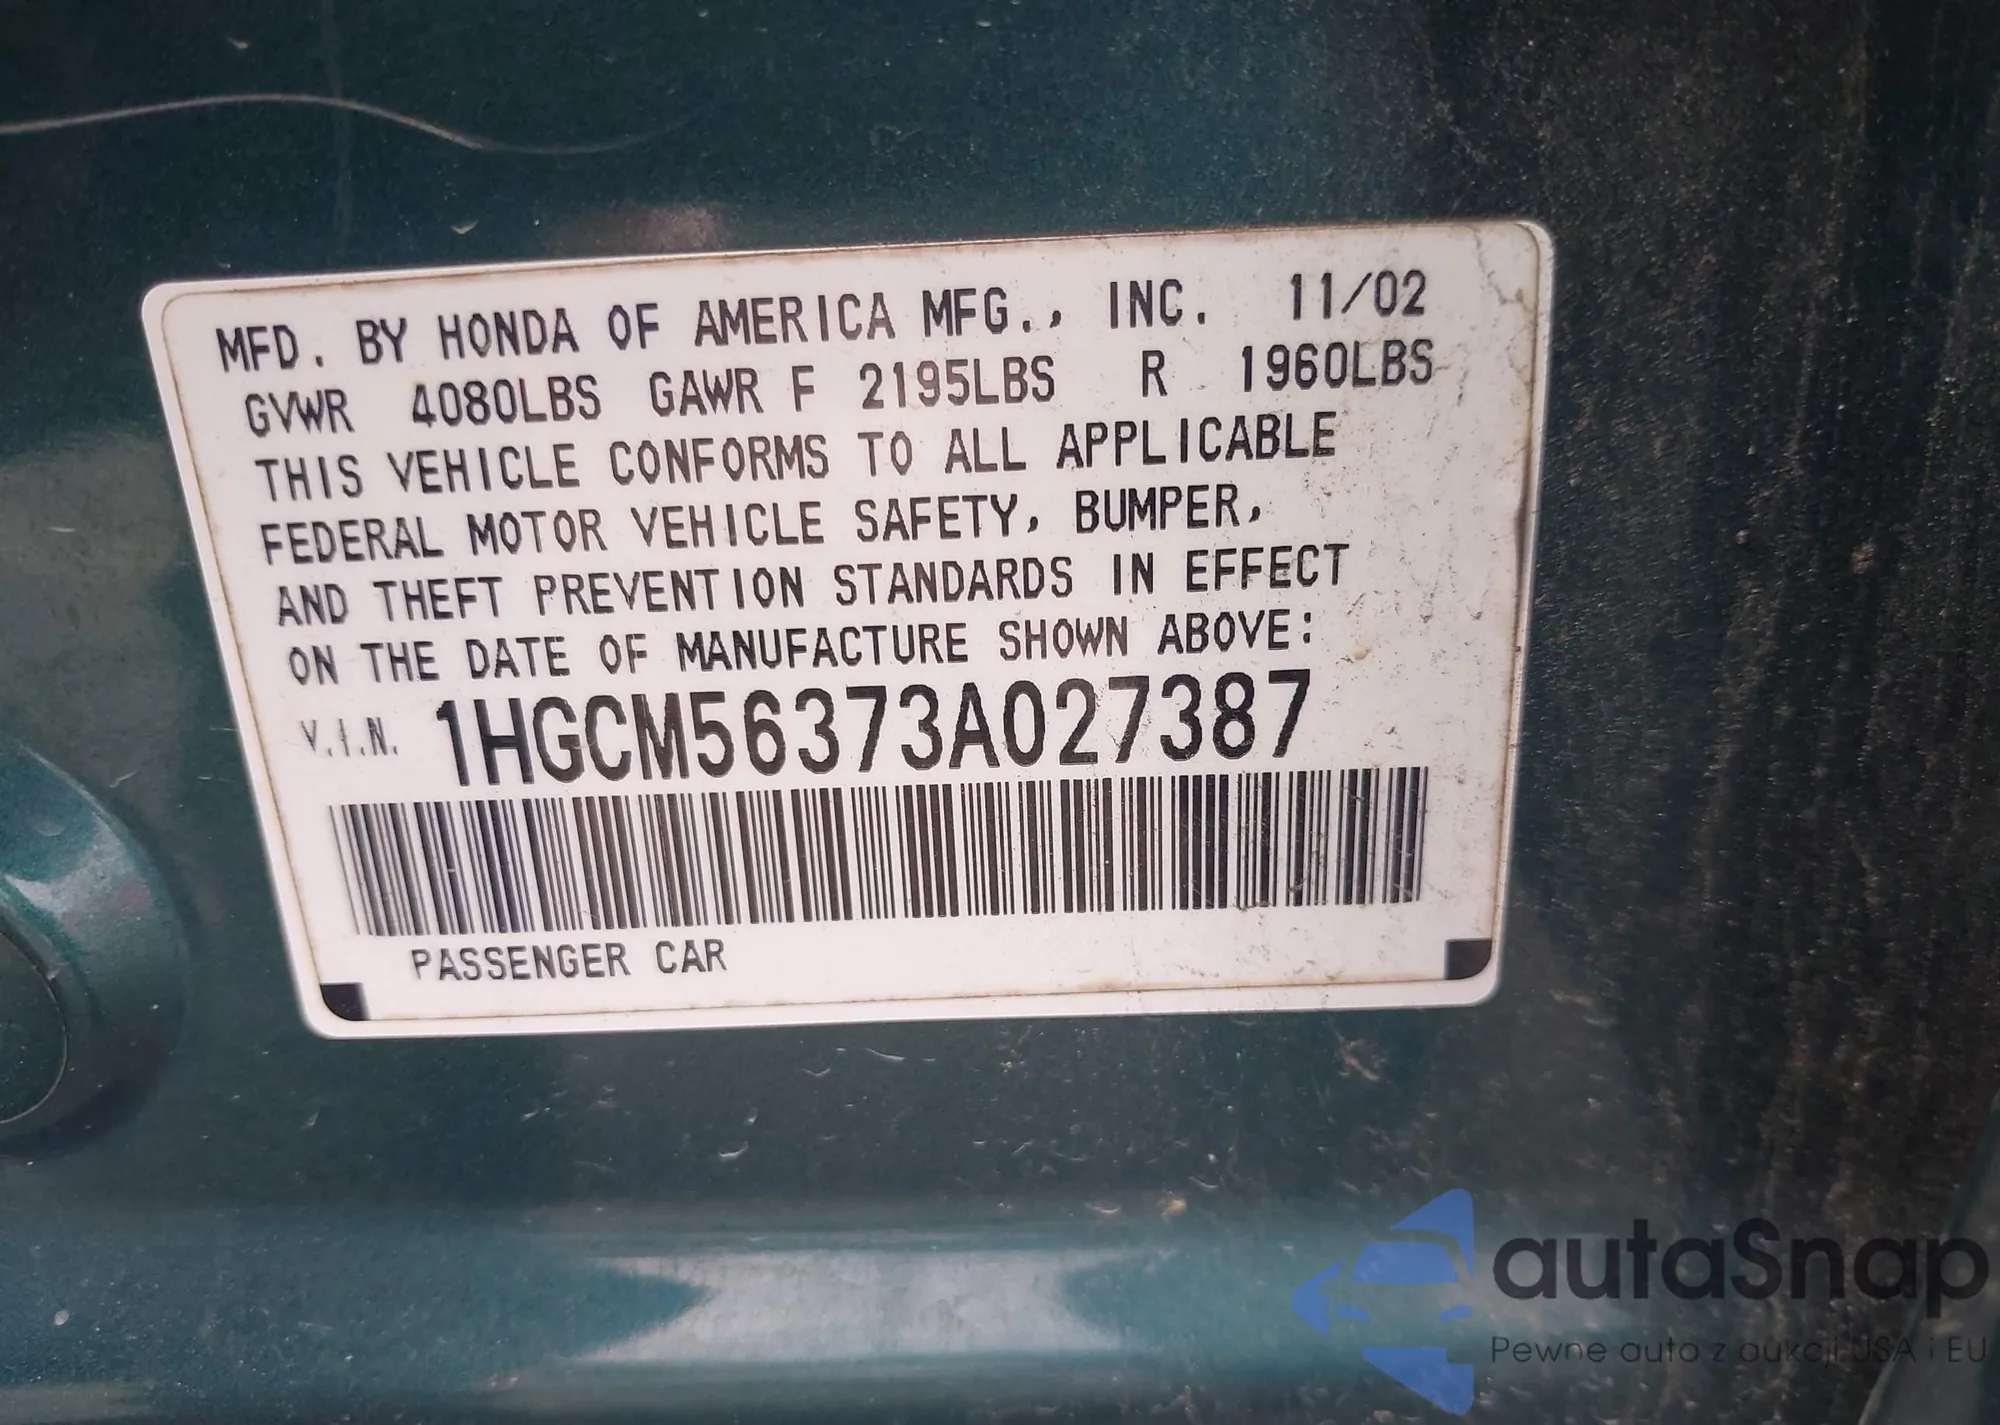 MFD. BY HONDA OF AMERICA MFG., INC. 11/02
GVWR 4080LBS GAWR F 2195LBS R 1960LBS
THIS VEHICLE CONFORMS TO ALL APPLICABLE
FEDERAL MOTOR VEHICLE SAFETY, BUMPER,
AND THEFT PREVENTION STANDARDS IN EFFECT
ON THE DATE OF MANUFACTURE SHOWN ABOVE:
V.I.N. 1HGCM56373A027387
PASSENGER CAR
autaSnap
Pewne auta z aukcji USA i EU